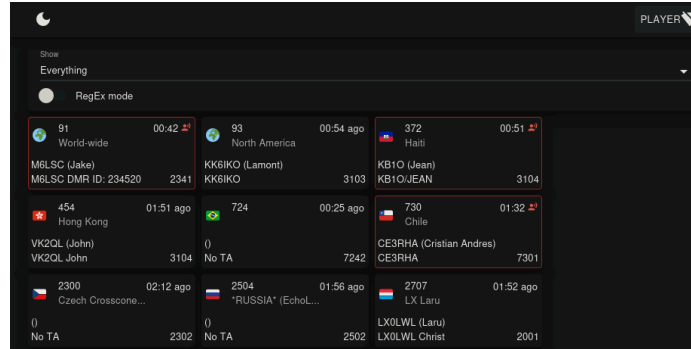 PLAYER
Show
Everything
RegEx mode
91 00:42
World-wide
M6LSC (Jake)
M6LSC DMR ID: 234520 2341
93 00:54 ago
North America
KK6IKO (Lamont)
KK6IKO 3103
372 00:51
Haiti
KB1O (Jean)
KB1O/JEAN 3104
454 01:51 ago
Hong Kong
VK2QL (John)
VK2QL John 3104
724 00:25 ago
()
No TA 7242
730 01:32
Chile
CE3RHA (Cristian Andres)
CE3RHA 7301
2300 02:12 ago
Czech Crosscone...
()
No TA 2302
2504 01:56 ago
*RUSSIA* (EchoL...
()
No TA 2502
2707 01:52 ago
LX Laru
LX0LWL (Laru)
LX0LWL Christ 2001